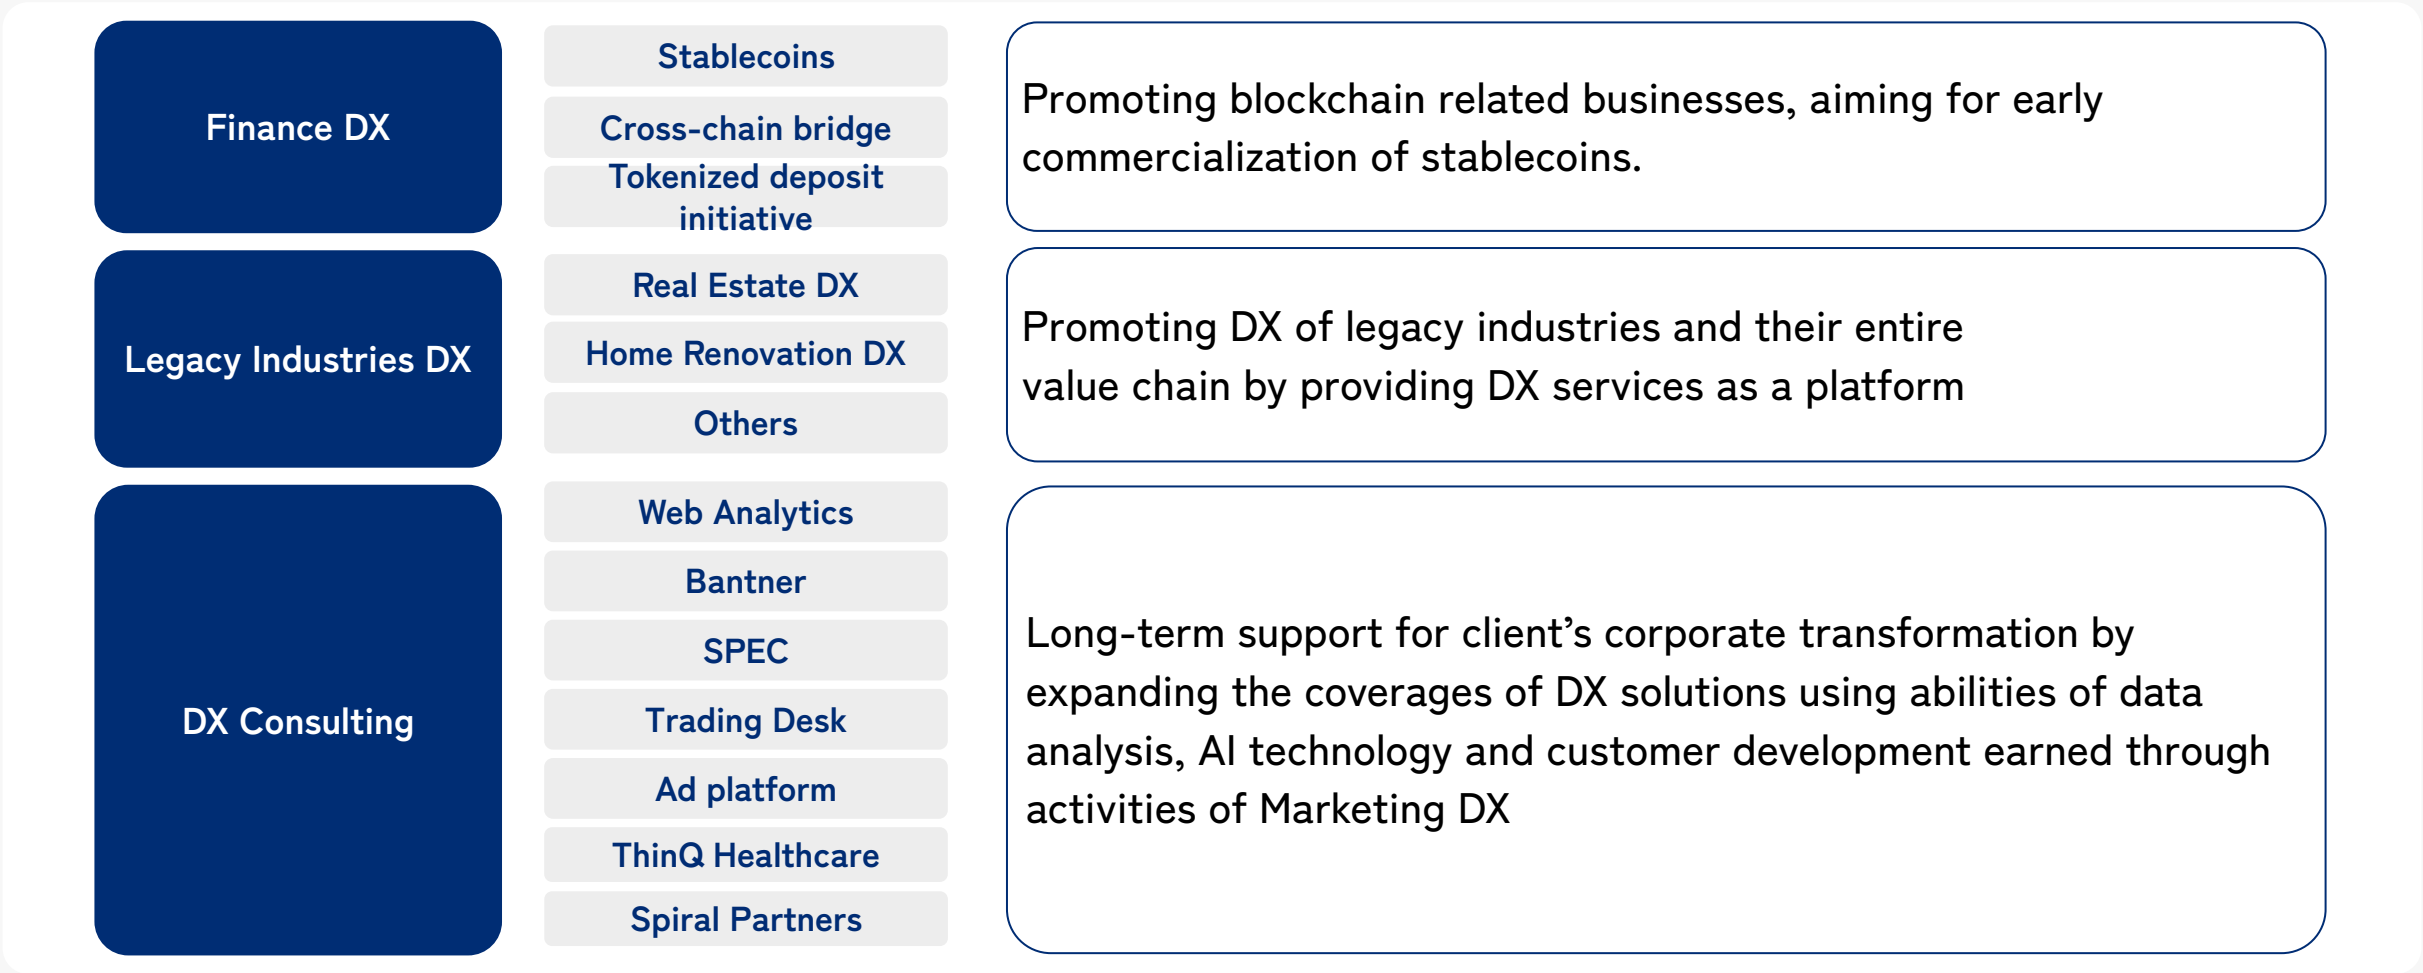 Finance DX
Stablecoins
Cross-chain bridge
Tokenized deposit
initiative
Promoting blockchain related businesses, aiming for early
commercialization of stablecoins.
Legacy Industries DX
Real Estate DX
Home Renovation DX
Others
Promoting DX of legacy industries and their entire
value chain by providing DX services as a platform
DX Consulting
Web Analytics
Bantner
SPEC
Trading Desk
Ad platform
ThinQ Healthcare
Spiral Partners
Long-term support for client’s corporate transformation by
expanding the coverages of DX solutions using abilities of data
analysis, AI technology and customer development earned through
activities of Marketing DX